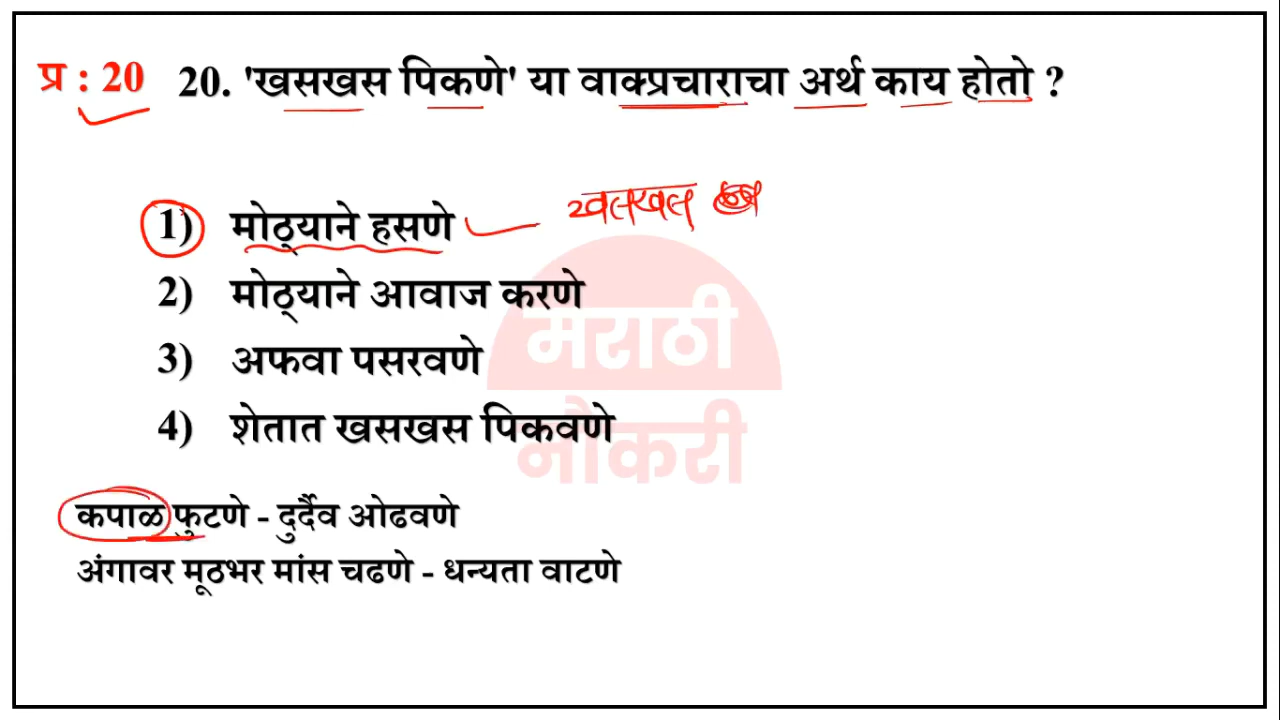 प्र : 20 20. 'खसखस पिकणे' या वाक्प्रचाराचा अर्थ काय होतो ?
1) मोठ्याने हसणे
खलखल
2) मोठ्याने आवाज करणे
3) अफवा पसरवणे
4) शेतात खसखस पिकवणे
मराठी
नौकरी
कपाळ फुटणे - दुर्दैव ओढवणे
अंगावर मूठभर मांस चढणे - धन्यता वाटणे